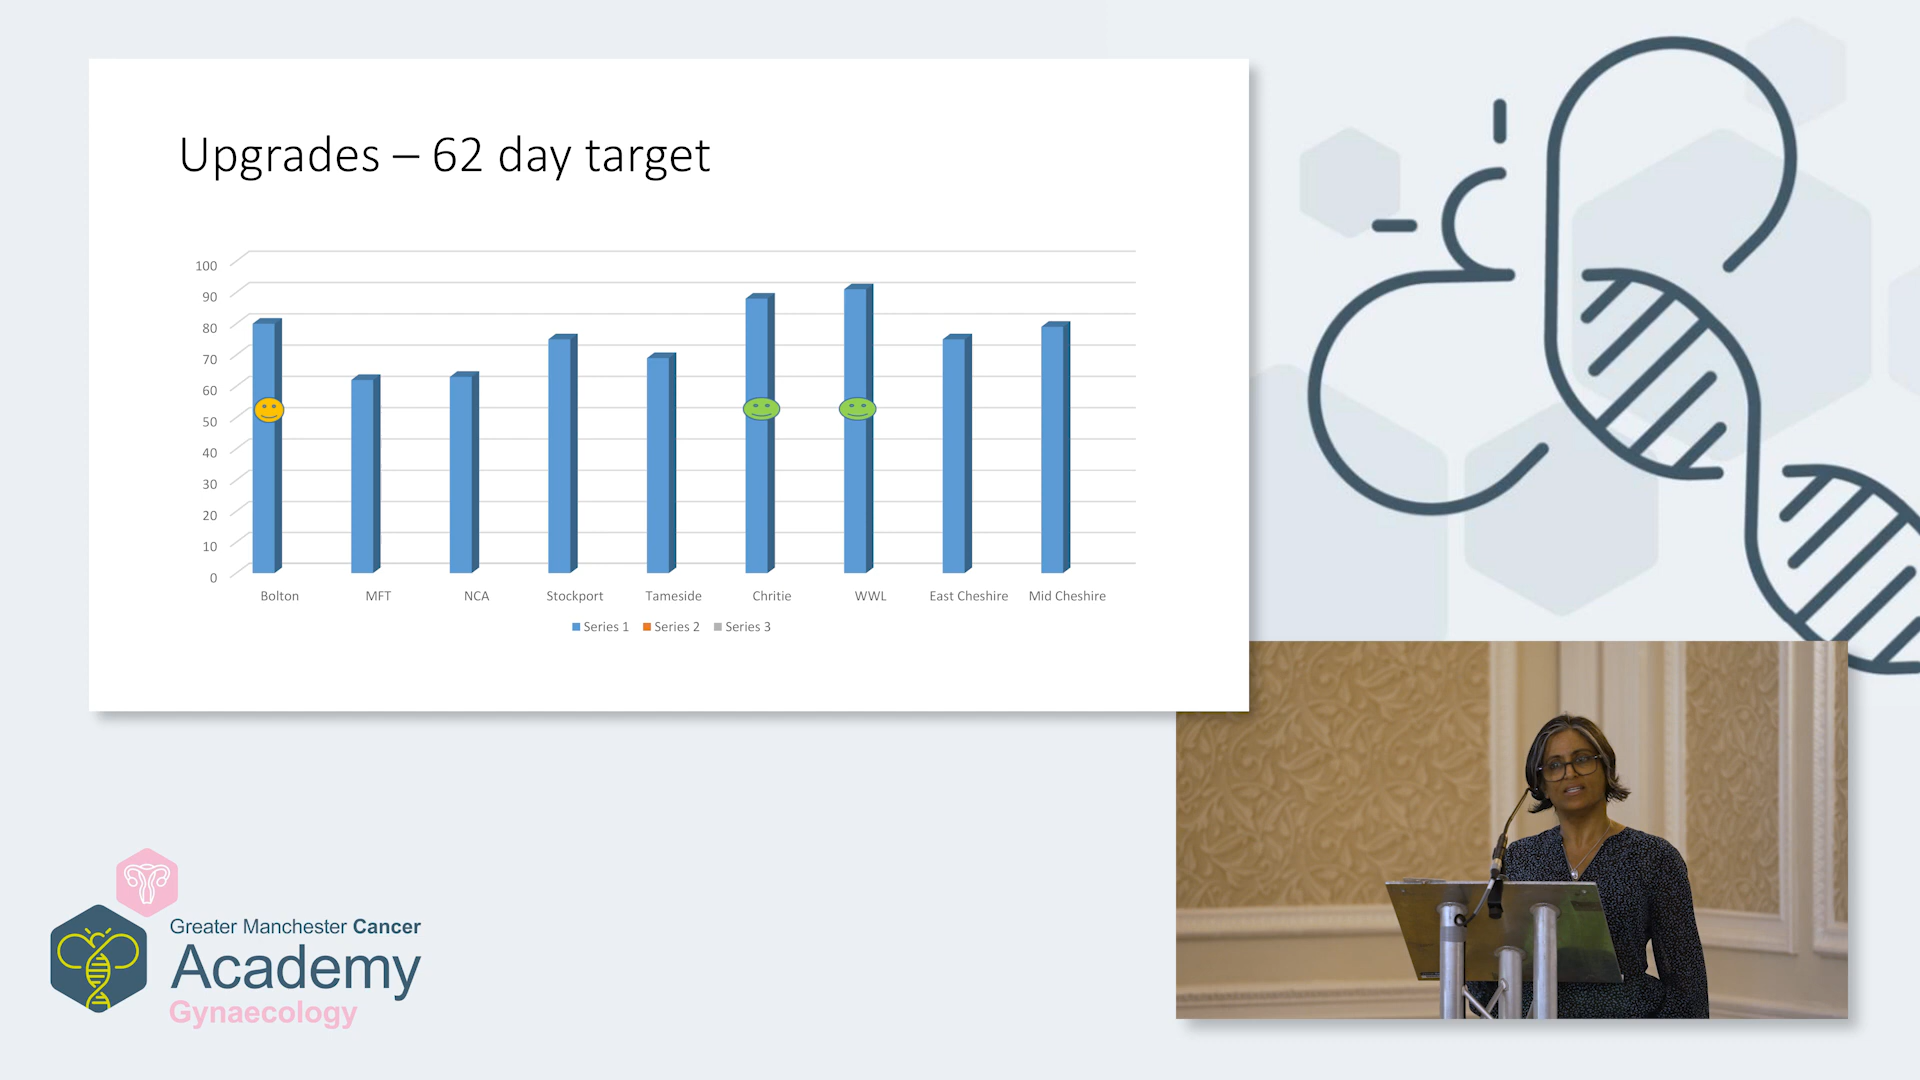 Upgrades – 62 day target
100
90
80
70
60
50
40
30
20
10
0
Bolton MFT NCA Stockport Tameside Chritie WWL East Cheshire Mid Cheshire
Series 1 Series 2 Series 3
Greater Manchester Cancer
Academy
Gynaecology